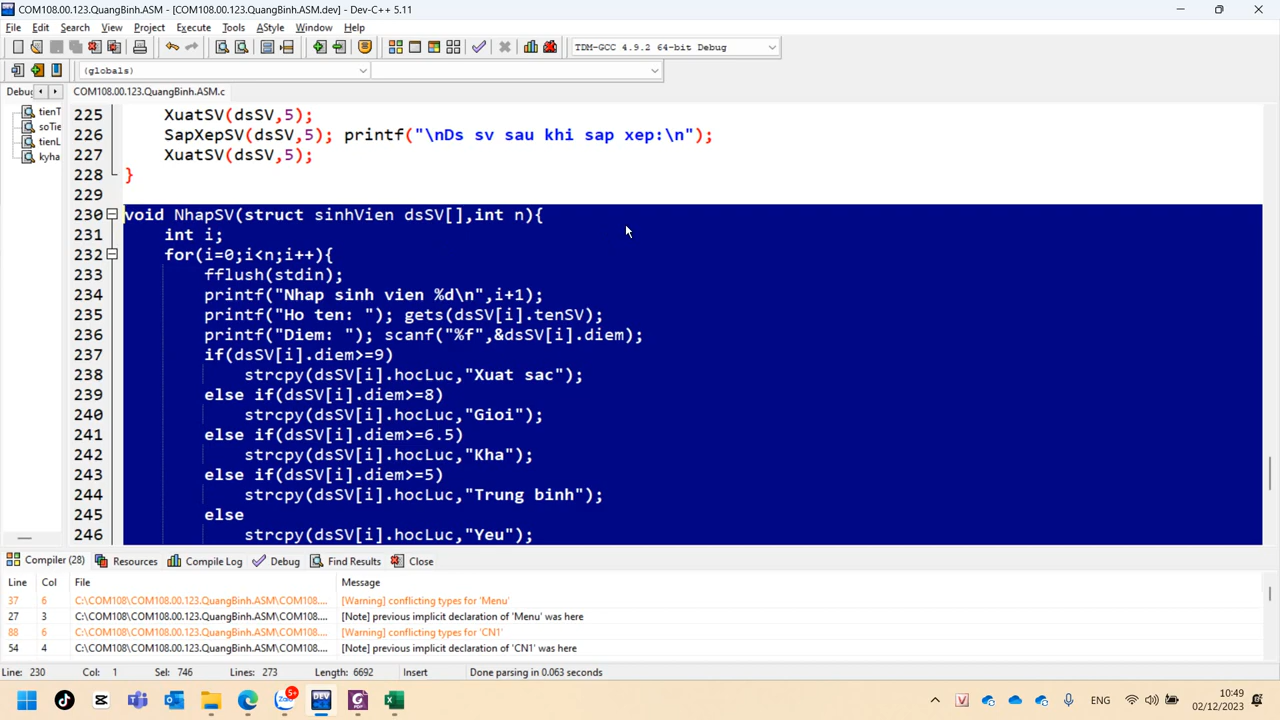 COM108.00.123.QuangBinh.ASM - [COM108.00.123.QuangBinh.ASM.dev] - Dev-C++ 5.11
File Edit Search View Project Execute Tools AStyle Window Help
TDM-GCC 4.9.2 64-bit Debug
(globals)
Debug COM108.00.123.QuangBinh.ASM.c
tienT
soTie
tienL
kyha
225 XuatSV(dsSV,5);
226 SapXepSV(dsSV,5); printf("\nDs sv sau khi sap xep:\n");
227 XuatSV(dsSV,5);
228 }
229
230 void NhapSV(struct sinhVien dsSV[],int n){
231 int i;
232 for(i=0;i<n;i++){
233 fflush(stdin);
234 printf("Nhap sinh vien %d\n",i+1);
235 printf("Ho ten: "); gets(dsSV[i].tenSV);
236 printf("Diem: "); scanf("%f",&dsSV[i].diem);
237 if(dsSV[i].diem>=9)
238 strcpy(dsSV[i].hocLuc,"Xuat sac");
239 else if(dsSV[i].diem>=8)
240 strcpy(dsSV[i].hocLuc,"Gioi");
241 else if(dsSV[i].diem>=6.5)
242 strcpy(dsSV[i].hocLuc,"Kha");
243 else if(dsSV[i].diem>=5)
244 strcpy(dsSV[i].hocLuc,"Trung binh");
245 else
246 strcpy(dsSV[i].hocLuc,"Yeu");
Compiler (28) Resources Compile Log Debug Find Results Close
Line Col File Message
37 6 C:\COM108\COM108.00.123.QuangBinh.ASM\COM108.... [Warning] conflicting types for 'Menu'
27 3 C:\COM108\COM108.00.123.QuangBinh.ASM\COM108.... [Note] previous implicit declaration of 'Menu' was here
88 6 C:\COM108\COM108.00.123.QuangBinh.ASM\COM108.... [Warning] conflicting types for 'CN1'
54 4 C:\COM108\COM108.00.123.QuangBinh.ASM\COM108.... [Note] previous implicit declaration of 'CN1' was here
Line: 230 Col: 1 Sel: 746 Lines: 273 Length: 6692 Insert Done parsing in 0.063 seconds
DEV Zalo 5+ V ENG 10:49
02/12/2023